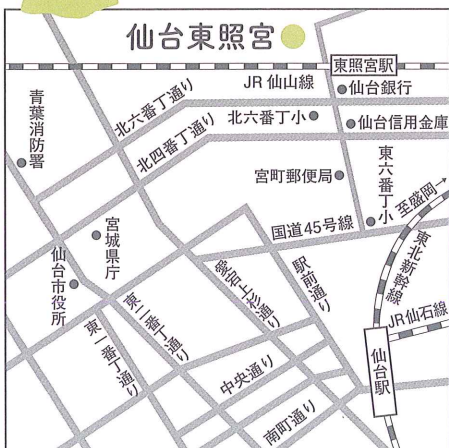 仙台東照宮
東照宮駅
JR仙山線
仙台銀行
青葉消防署
北六番丁通り
北六番丁小
仙台信用金庫
北四番丁通り
宮町郵便局
東六番丁小
至盛岡→
国道45号線
東北新幹線
宮城県庁
仙台市役所
愛宕上杉通り
駅前通り
東二番丁通り
東一番丁通り
JR仙石線
仙台駅
中央通り
南町通り